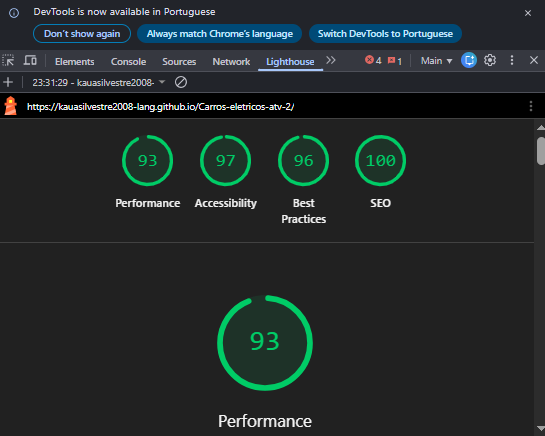 DevTools is now available in Portuguese
Don't show again Always match Chrome's language Switch DevTools to Portuguese
Elements Console Sources Network Lighthouse 4 1 Main
23:31:29 - kauasilvestre2008-
https://kauasilvestre2008-lang.github.io/Carros-eletricos-atv-2/
93 97 96 100
Performance Accessibility Best Practices SEO
93
Performance